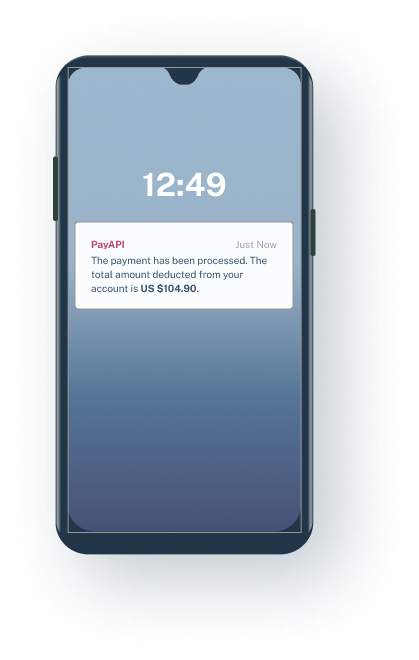 12:49
PayAPI Just Now
The payment has been processed. The
total amount deducted from your
account is US $104.90.